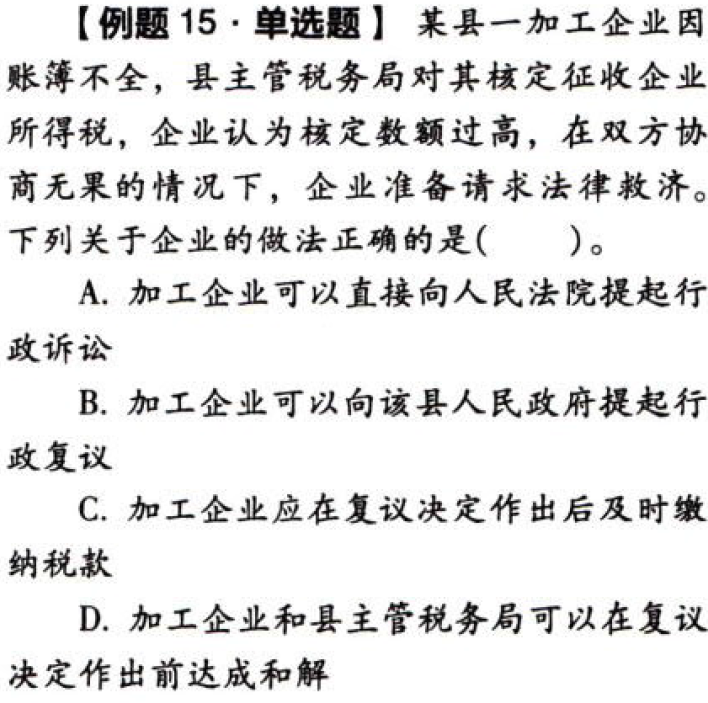 【例题 15 · 单选题】 某县一加工企业因
账簿不全，县主管税务局对其核定征收企业
所得税，企业认为核定数额过高，在双方协
商无果的情况下，企业准备请求法律救济。
下列关于企业的做法正确的是(　　)。
A. 加工企业可以直接向人民法院提起行
政诉讼
B. 加工企业可以向该县人民政府提起行
政复议
C. 加工企业应在复议决定作出后及时缴
纳税款
D. 加工企业和县主管税务局可以在复议
决定作出前达成和解